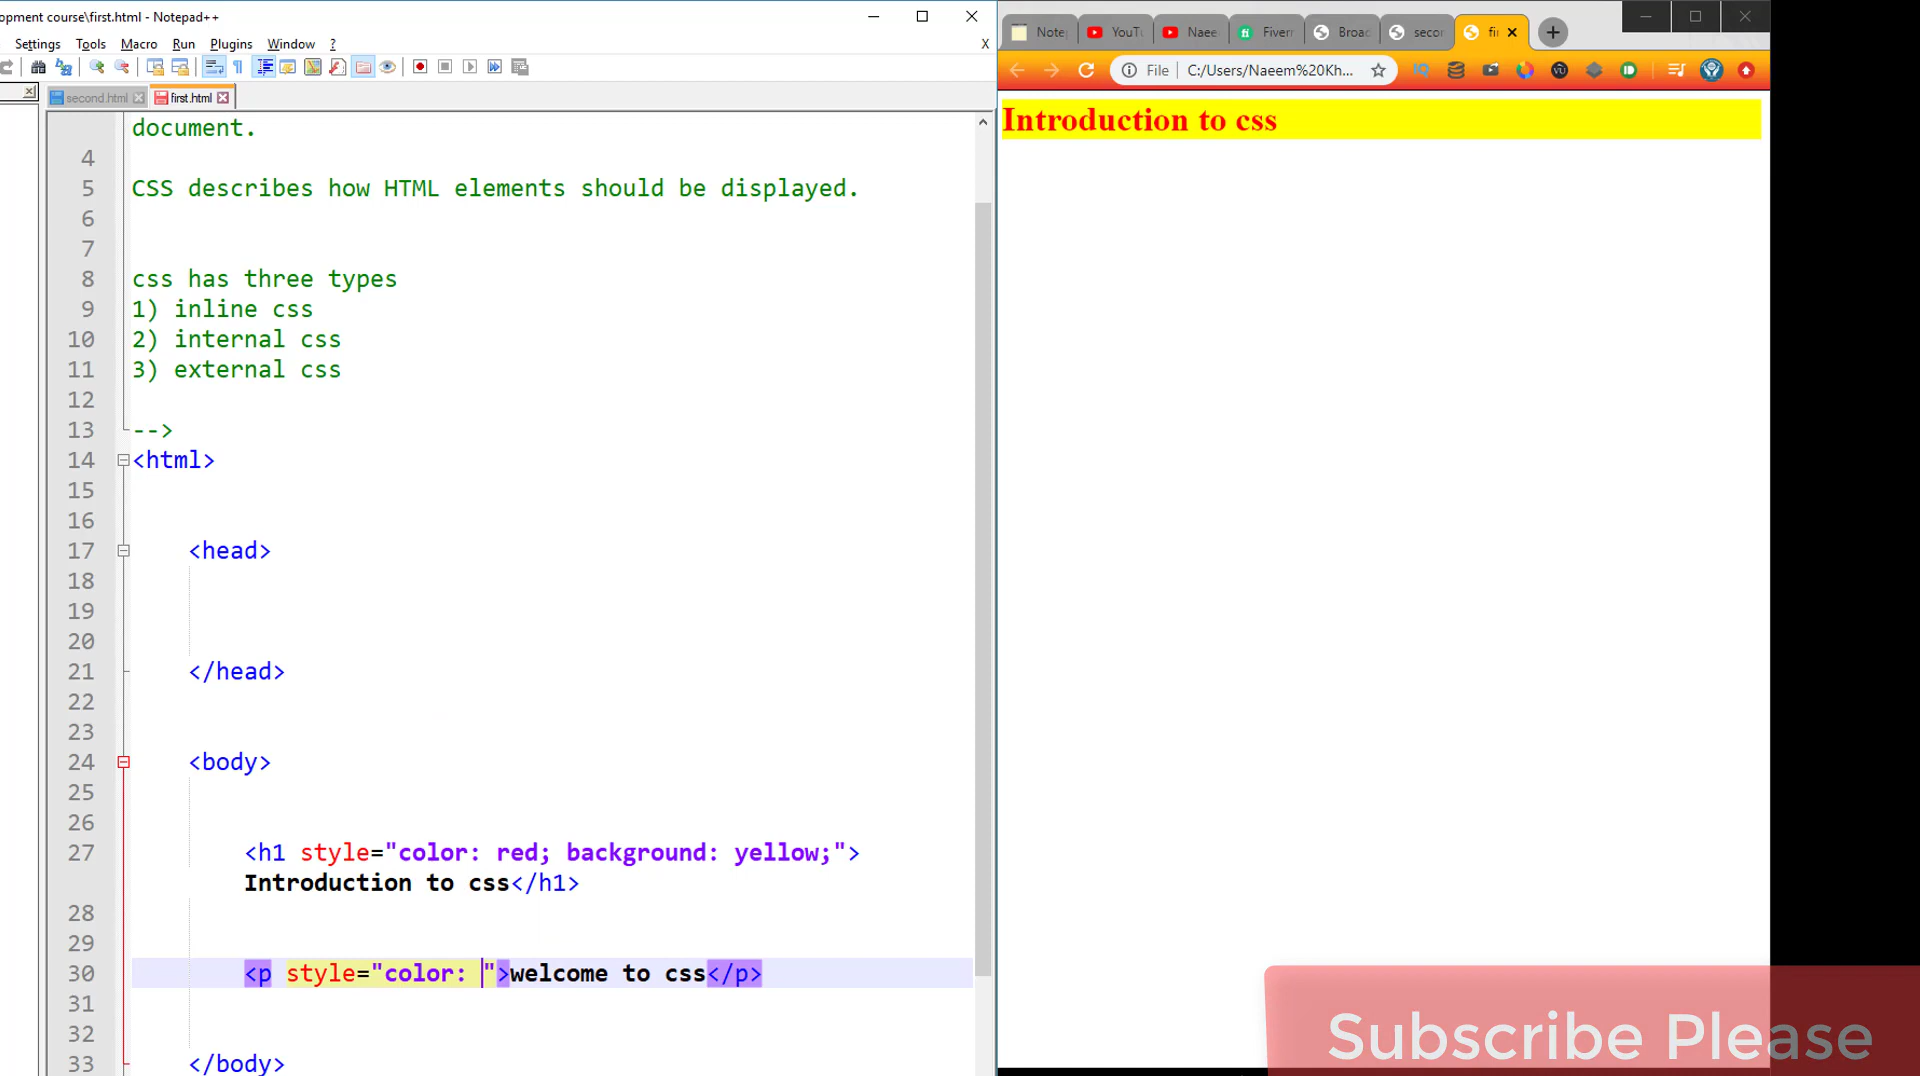 opment course\first.html - Notepad++
Settings Tools Macro Run Plugins Window ? X
second.html first.html
document.
4
5 CSS describes how HTML elements should be displayed.
6
7
8 css has three types
9 1) inline css
10 2) internal css
11 3) external css
12
13 -->
14 <html>
15
16
17 <head>
18
19
20
21 </head>
22
23
24 <body>
25
26
27 <h1 style="color: red; background: yellow;">
Introduction to css</h1>
28
29
30 <p style="color: ">welcome to css</p>
31
32
33 </body>
Note YouTu Naee Fiverr Broad secon fi
File C:/Users/Naeem%20Kh...
Introduction to css
Subscribe Please